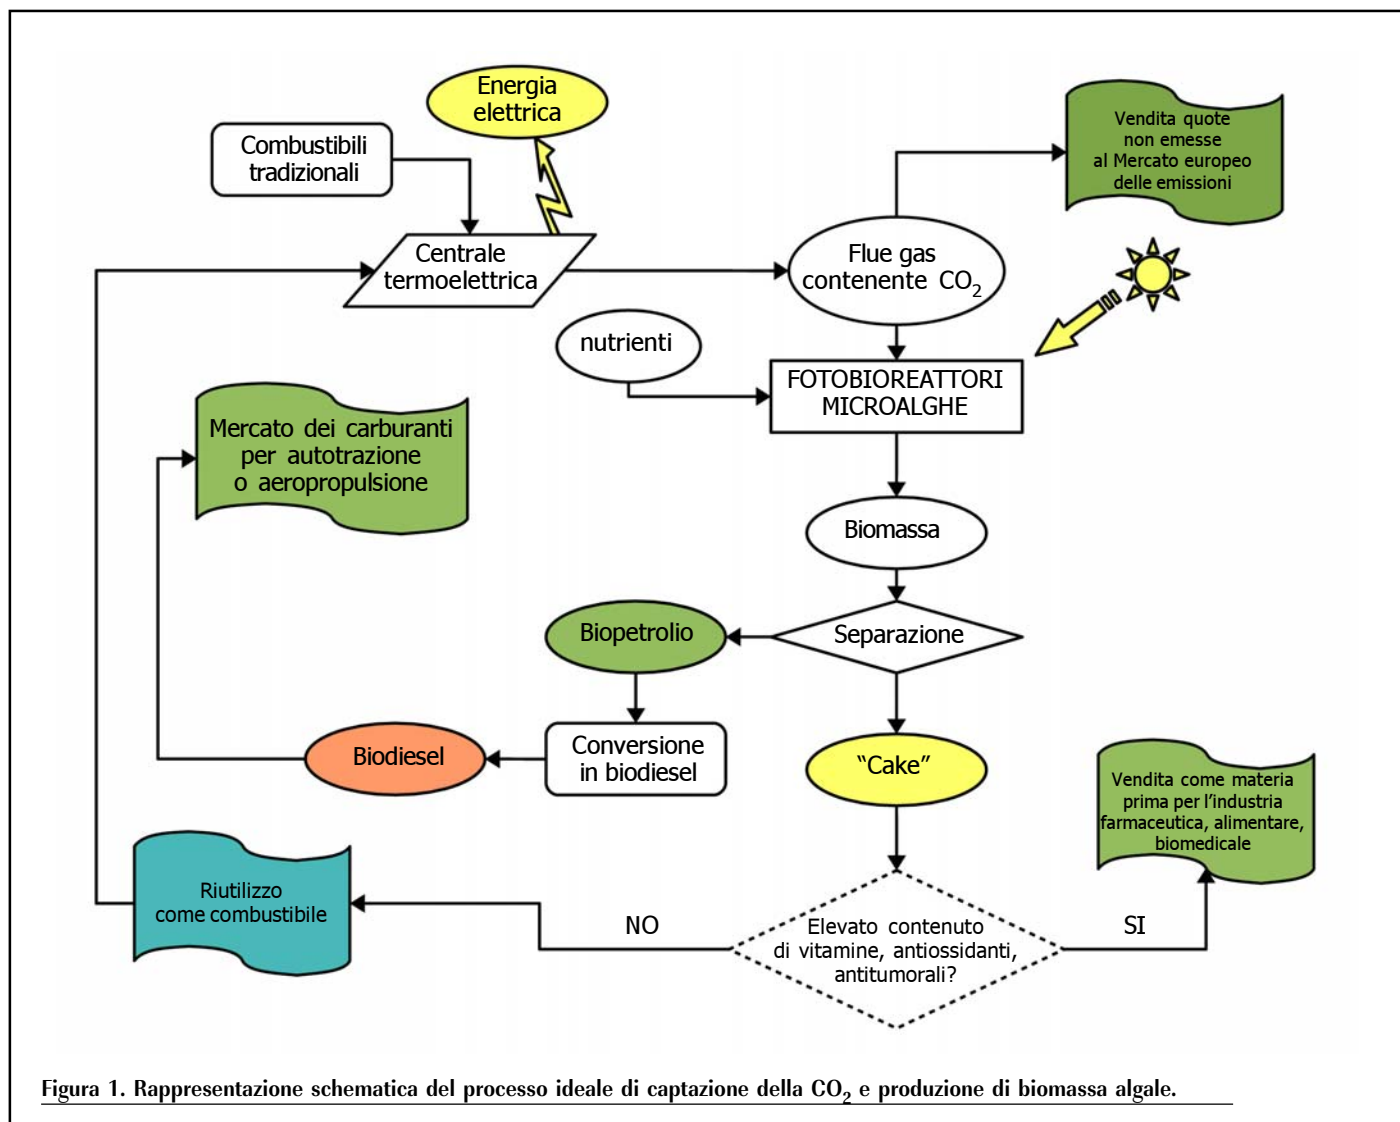 Energia
elettrica
Combustibili
tradizionali
Vendita quote
non emesse
al Mercato europeo
delle emissioni
Centrale
termoelettrica
Flue gas
contenente CO₂
nutrienti
FOTOBIOREATTORI
MICROALGHE
Mercato dei carburanti
per autotrazione
o aeropropulsione
Biomassa
Separazione
Biopetrolio
Conversione
in biodiesel
Biodiesel
“Cake”
Vendita come materia
prima per l’industria
farmaceutica, alimentare,
biomedicale
Riutilizzo
come combustibile
NO
Elevato contenuto
di vitamine, antiossidanti,
antitumorali?
SI
Figura 1. Rappresentazione schematica del processo ideale di captazione della CO₂ e produzione di biomassa algale.